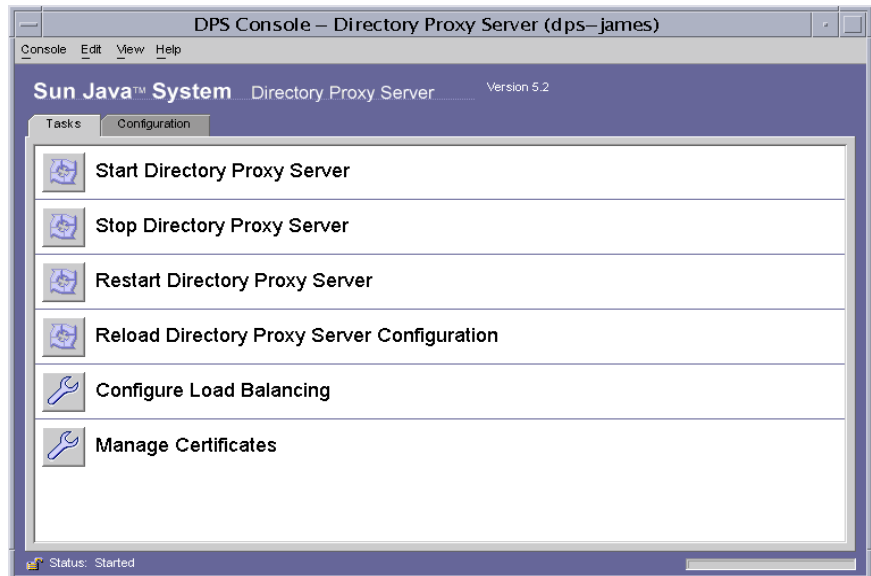 DPS Console – Directory Proxy Server (dps–james)
Console Edit View Help
Sun Java™ System Directory Proxy Server Version 5.2
Tasks Configuration
Start Directory Proxy Server
Stop Directory Proxy Server
Restart Directory Proxy Server
Reload Directory Proxy Server Configuration
Configure Load Balancing
Manage Certificates
Status: Started